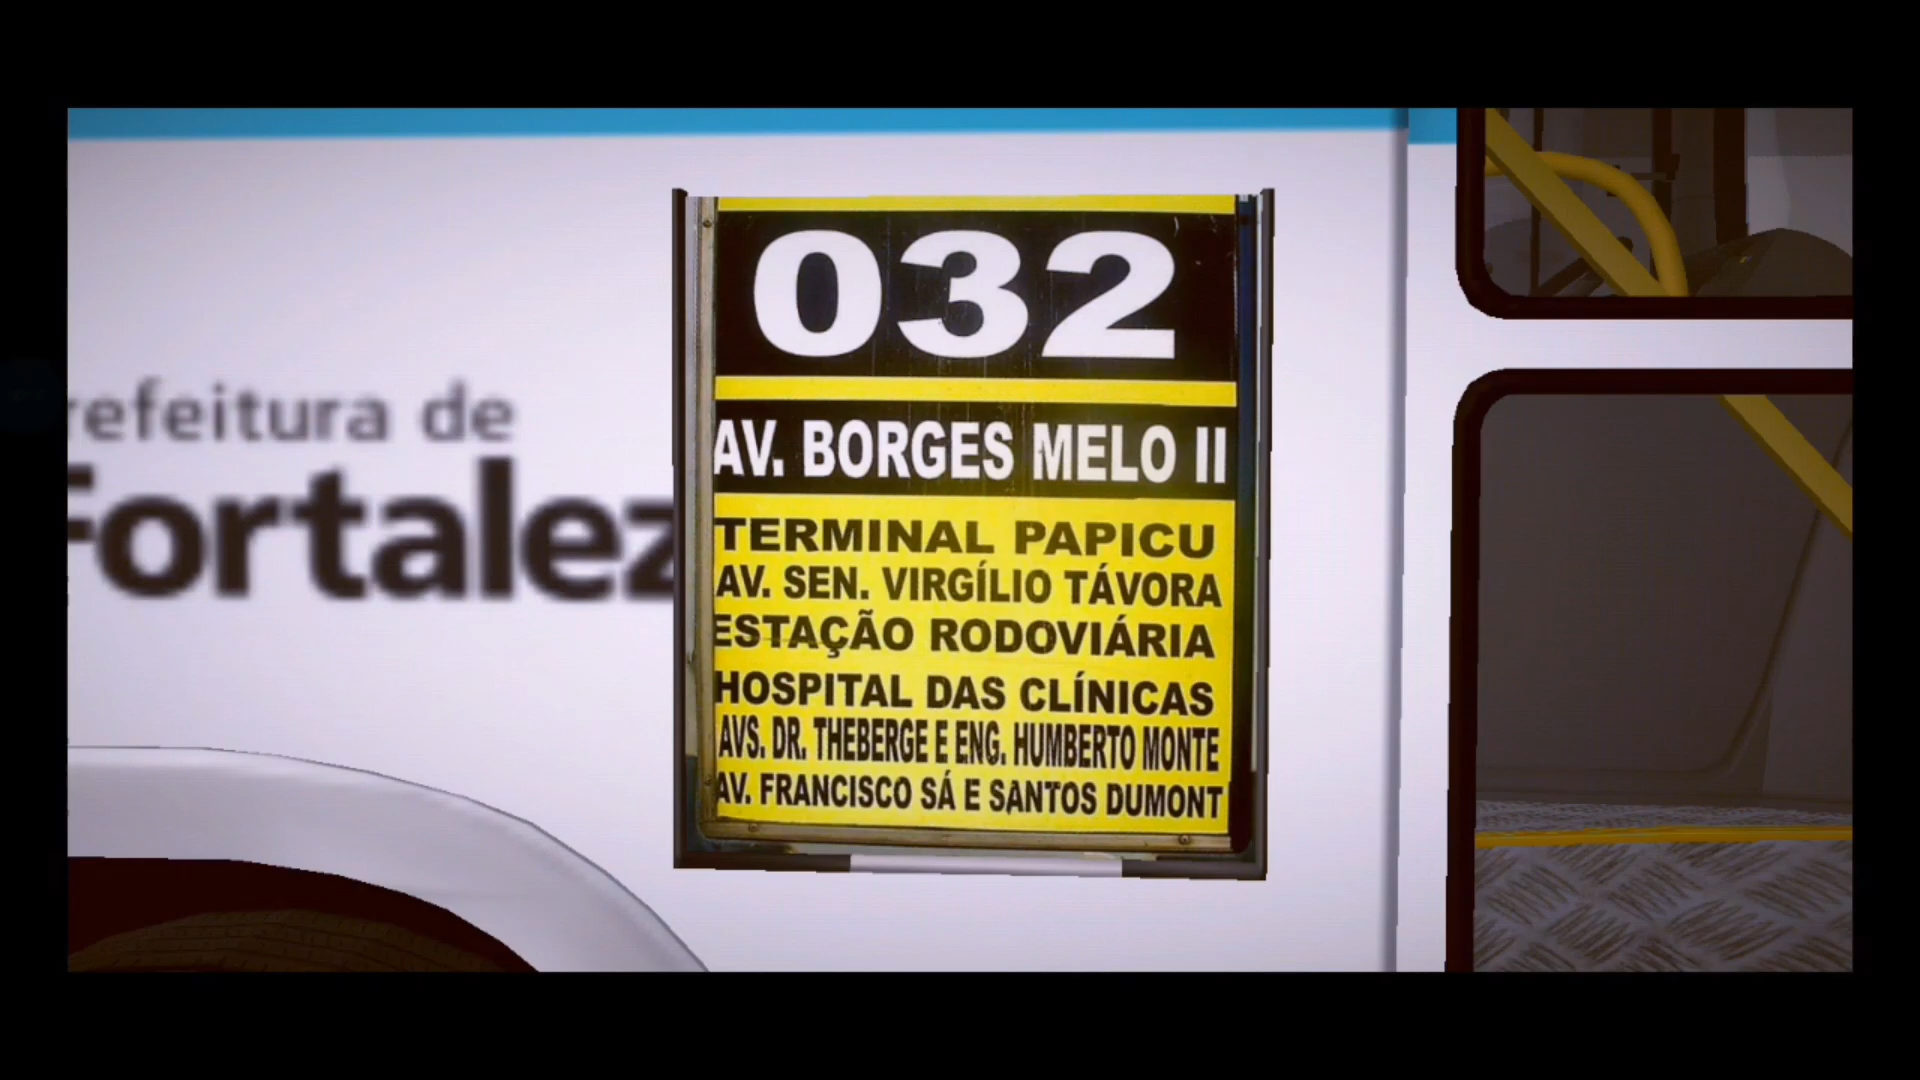 refeitura de
Fortalez
032
AV. BORGES MELO II
TERMINAL PAPICU
AV. SEN. VIRGÍLIO TÁVORA
ESTAÇÃO RODOVIÁRIA
HOSPITAL DAS CLÍNICAS
AVS. DR. THEBERGE E ENG. HUMBERTO MONTE
AV. FRANCISCO SÁ E SANTOS DUMONT